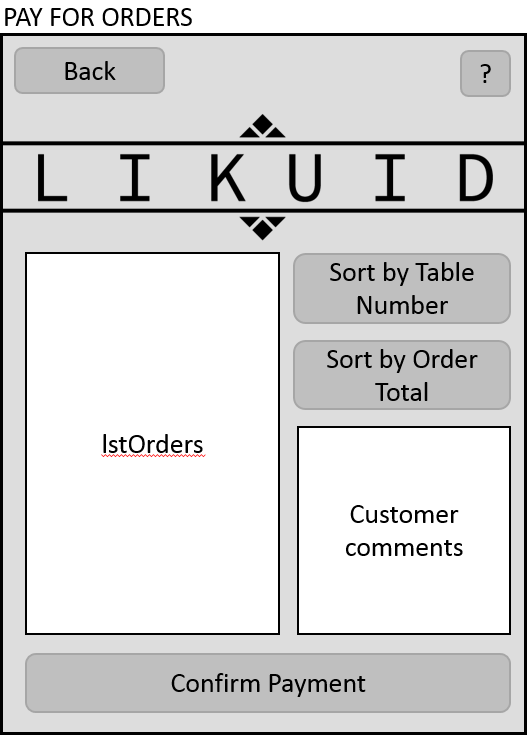 PAY FOR ORDERS
Back
?
LIKUID
Sort by Table
Number
Sort by Order
Total
lstOrders
Customer
comments
Confirm Payment